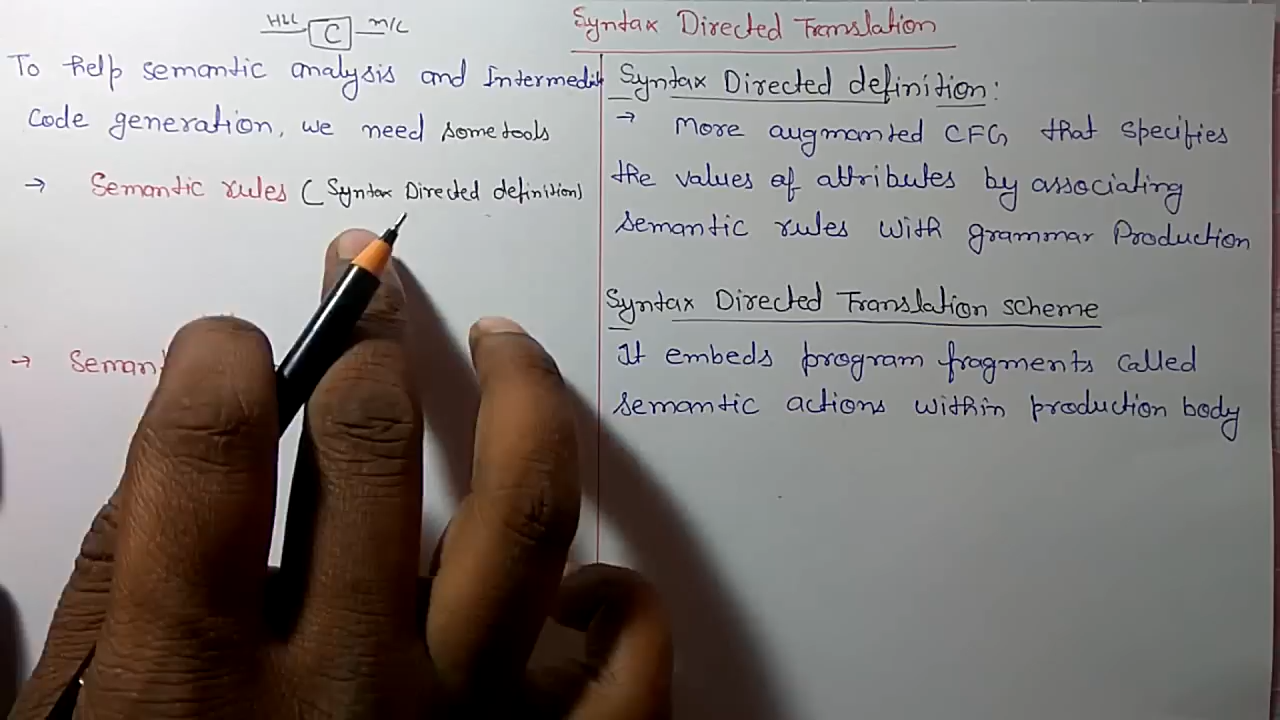 HLL C m/c
Syntax Directed Translation
To help semantic analysis and Intermedi
Code generation, we need some tools
→ Semantic rules ( Syntax Directed definition)
→ Seman
Syntax Directed definition:
→ More augmanted CFG, that specifies
the values of attributes by associating
semantic rules with grammar Production
Syntax Directed Translation scheme
It embeds program fragments called
semantic actions within production body